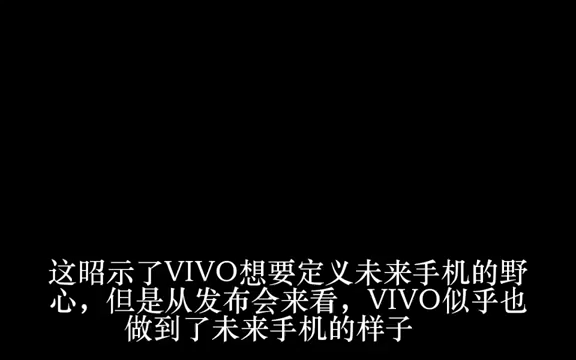 这昭示了VIVO想要定义未来手机的野
心，但是从发布会来看，VIVO似乎也
做到了未来手机的样子